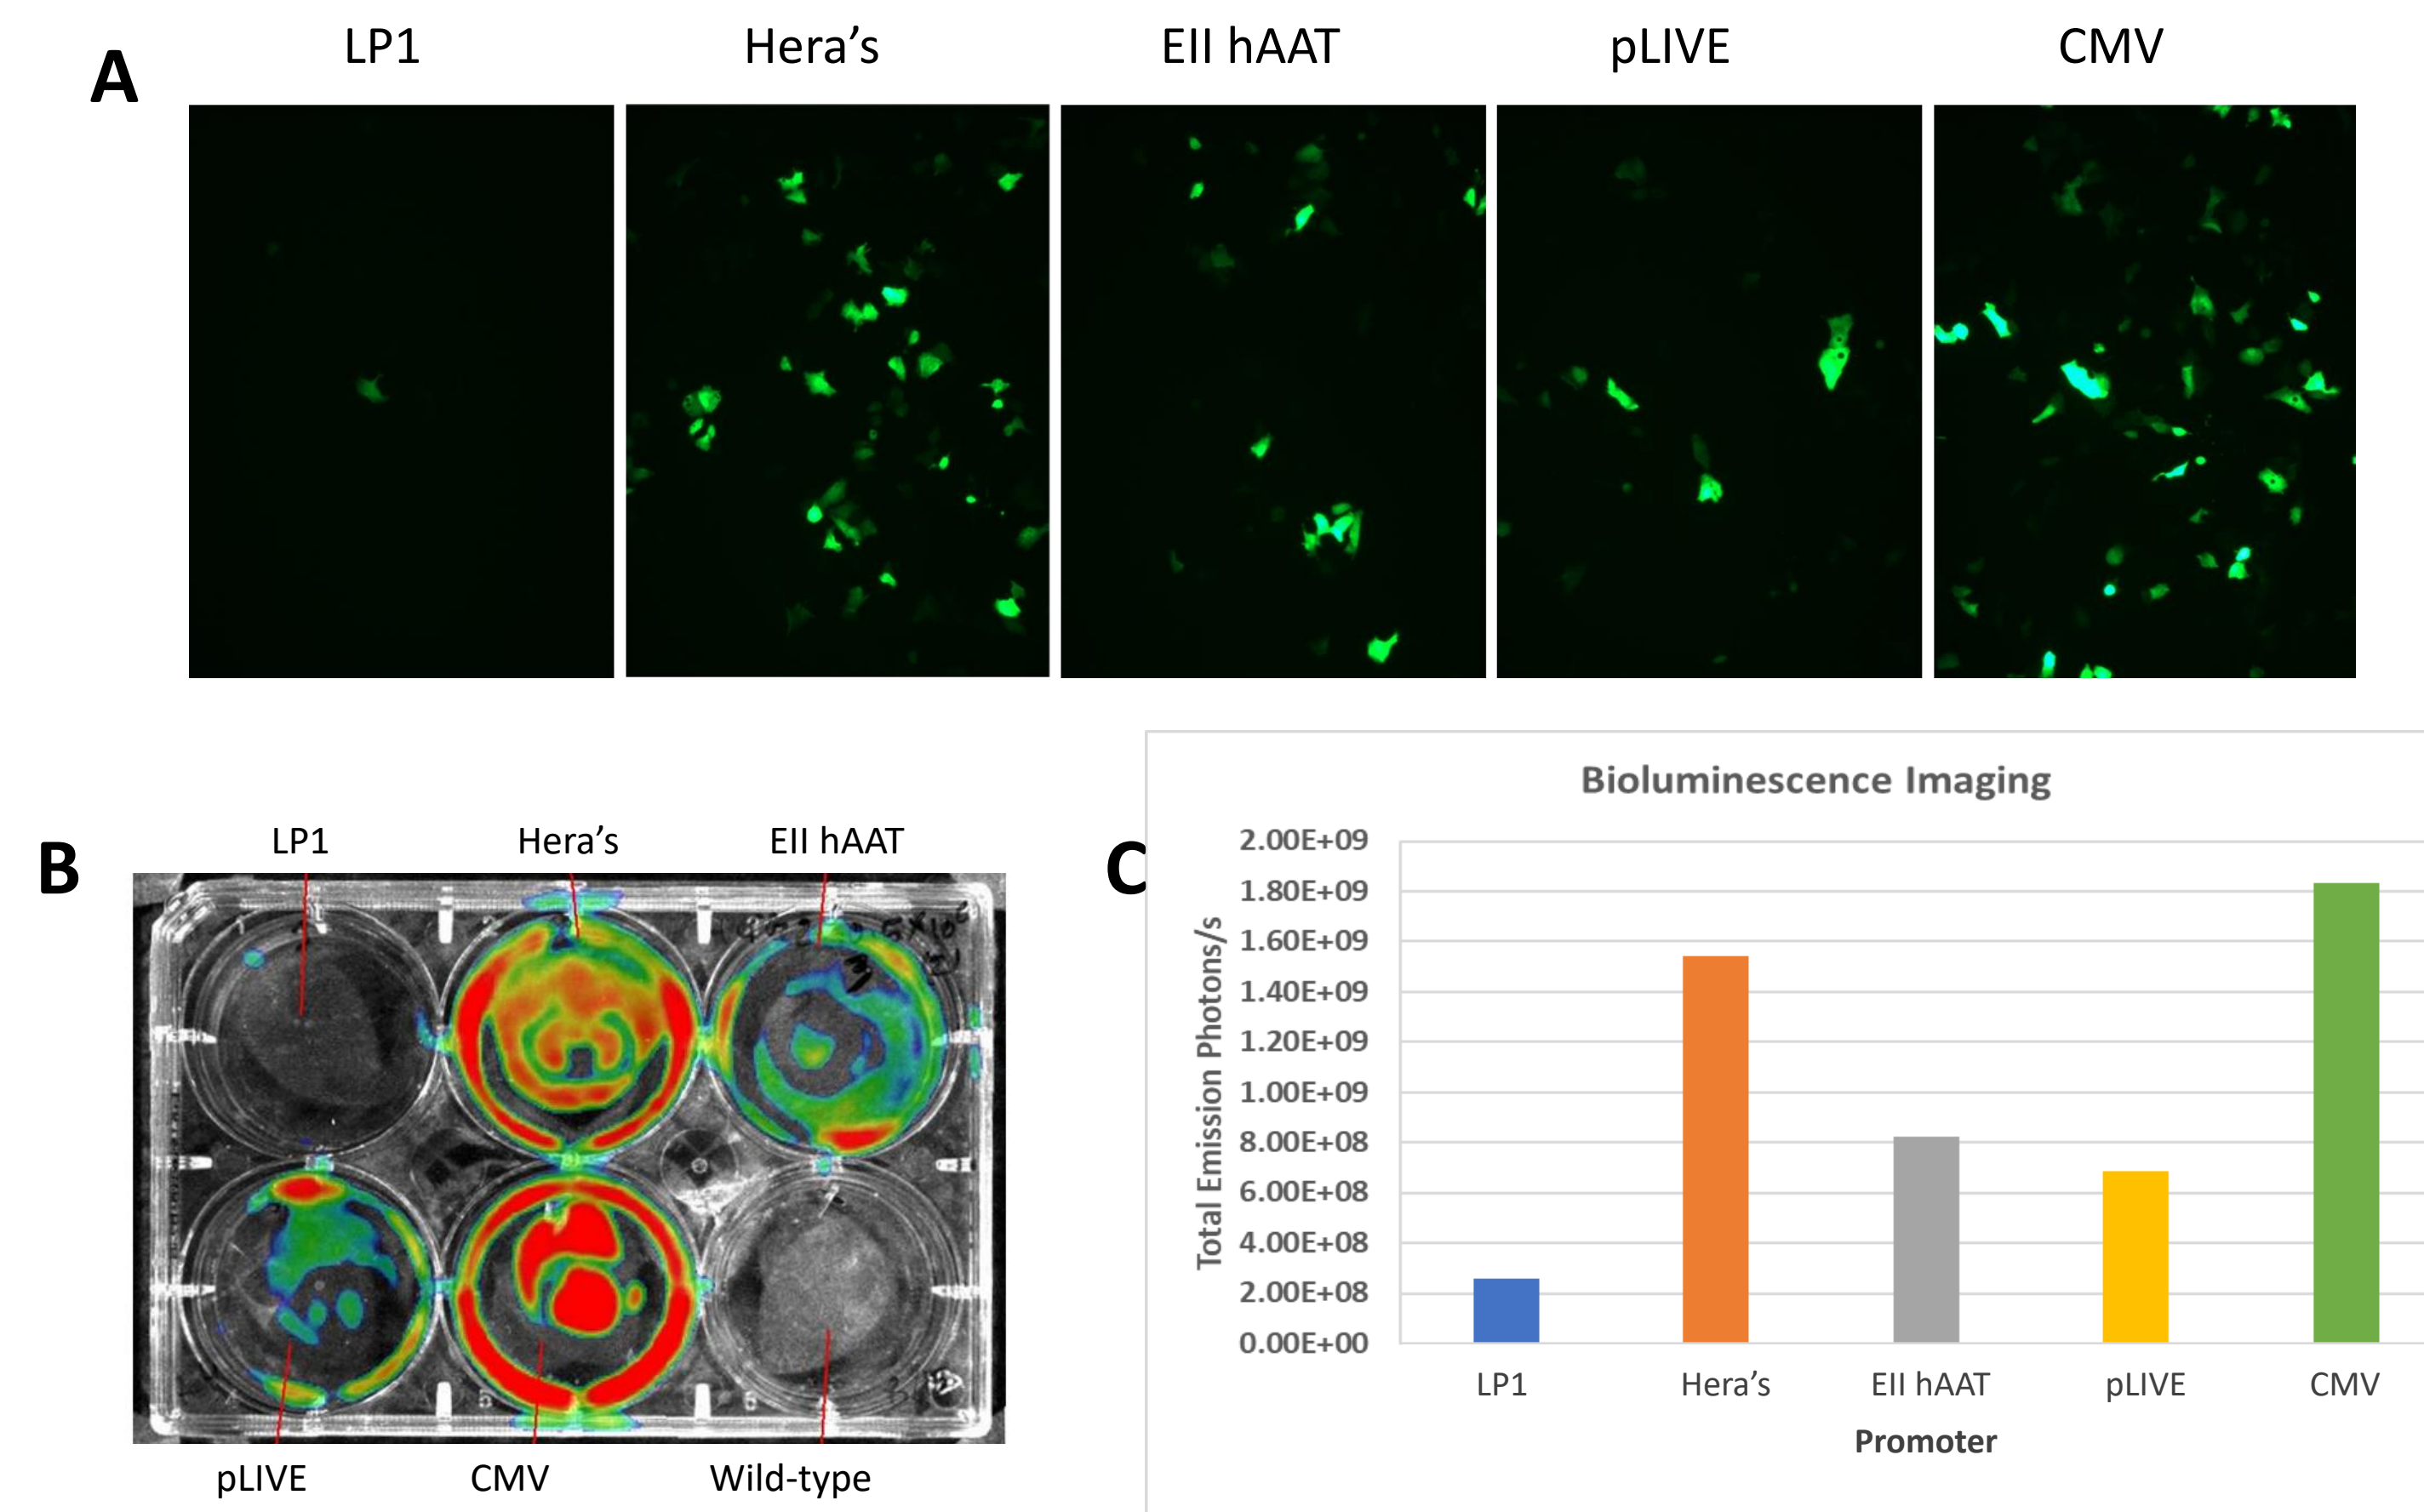 A
LP1
Hera's
EII hAAT
pLIVE
CMV
B
LP1
Hera's
EII hAAT
pLIVE
CMV
Wild-type
C
Bioluminescence Imaging
Total Emission Photons/s
2.00E+09
1.80E+09
1.60E+09
1.40E+09
1.20E+09
1.00E+09
8.00E+08
6.00E+08
4.00E+08
2.00E+08
0.00E+00
LP1
Hera's
EII hAAT
pLIVE
CMV
Promoter